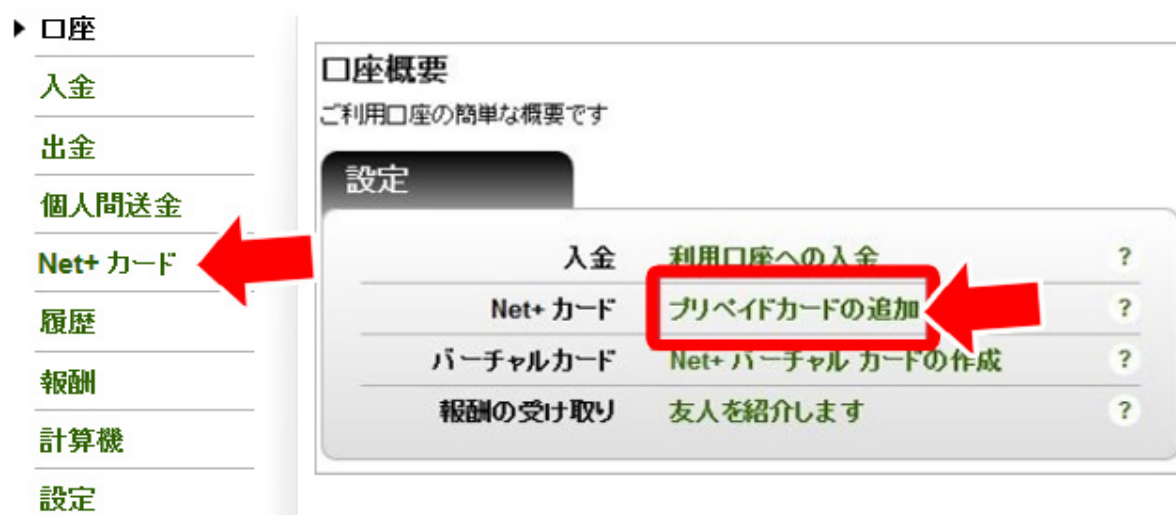 口座
入金
出金
個人間送金
Net+ カード
履歴
報酬
計算機
設定
口座概要
ご利用口座の簡単な概要です
設定
入金 利用口座への入金 ?
Net+ カード プリペイドカードの追加 ?
バーチャルカード Net+ バーチャル カードの作成 ?
報酬の受け取り 友人を紹介します ?